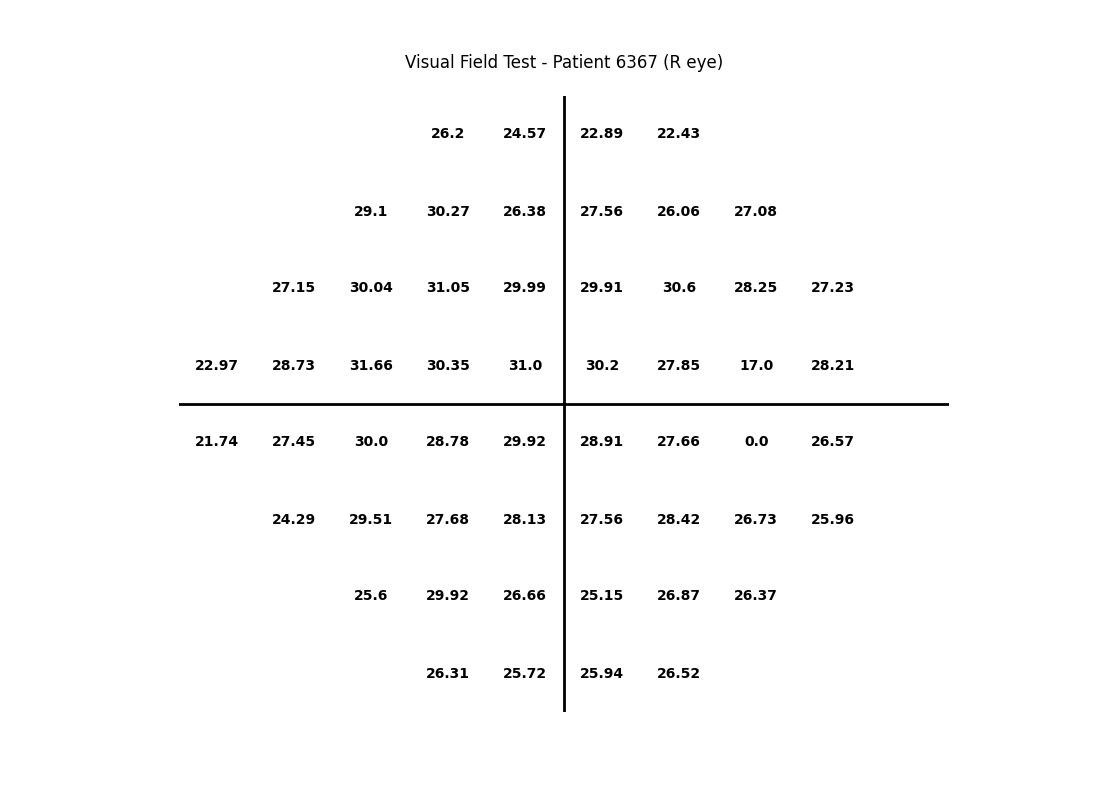 Visual Field Test - Patient 6367 (R eye)
26.2 24.57 22.89 22.43
29.1 30.27 26.38 27.56 26.06 27.08
27.15 30.04 31.05 29.99 29.91 30.6 28.25 27.23
22.97 28.73 31.66 30.35 31.0 30.2 27.85 17.0 28.21
21.74 27.45 30.0 28.78 29.92 28.91 27.66 0.0 26.57
24.29 29.51 27.68 28.13 27.56 28.42 26.73 25.96
25.6 29.92 26.66 25.15 26.87 26.37
26.31 25.72 25.94 26.52